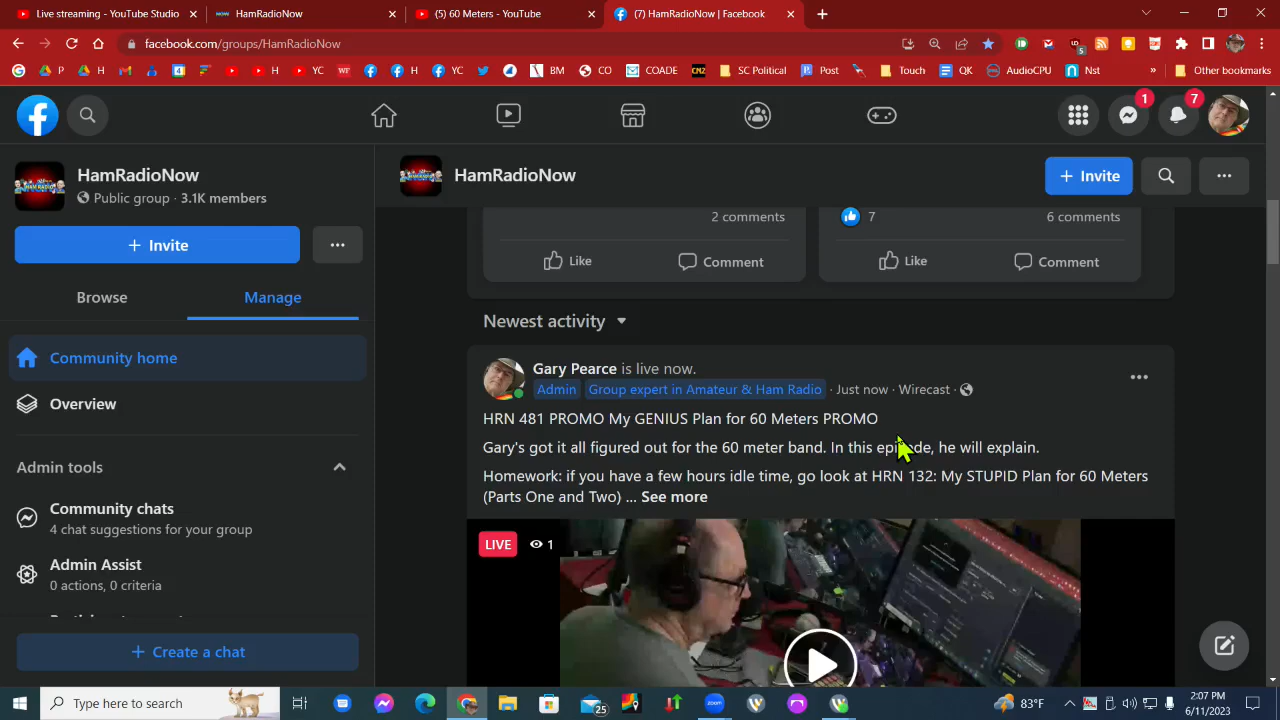 Live streaming - YouTube Studio
HamRadioNow
(5) 60 Meters - YouTube
(7) HamRadioNow | Facebook
facebook.com/groups/HamRadioNow
P H H YC WF H YC BM CO COADE CNZ SC Political Post Touch QK AudioCPU Nst » Other bookmarks
1
7
HamRadioNow
Public group · 3.1K members
+ Invite
Browse
Manage
Community home
Overview
Admin tools
Community chats
4 chat suggestions for your group
Admin Assist
0 actions, 0 criteria
+ Create a chat
HamRadioNow
+ Invite
2 comments
7
6 comments
Like
Comment
Like
Comment
Newest activity
Gary Pearce is live now.
Admin Group expert in Amateur & Ham Radio · Just now · Wirecast ·
HRN 481 PROMO My GENIUS Plan for 60 Meters PROMO
Gary's got it all figured out for the 60 meter band. In this episode, he will explain.
Homework: if you have a few hours idle time, go look at HRN 132: My STUPID Plan for 60 Meters
(Parts One and Two) ... See more
LIVE 1
Type here to search
25
zoom
83°F
2:07 PM
6/11/2023